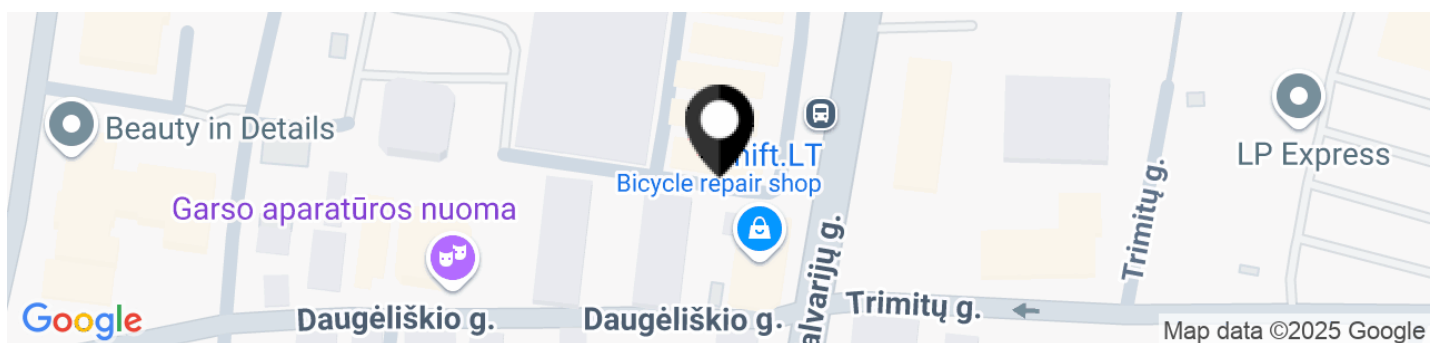 Beauty in Details
hift.LT
Bicycle repair shop
LP Express
Garso aparatūros nuoma
Trimitų g.
alvarijų g.
Daugėliškio g.
Daugėliškio g.
Trimitų g.
Google
Map data ©2025 Google